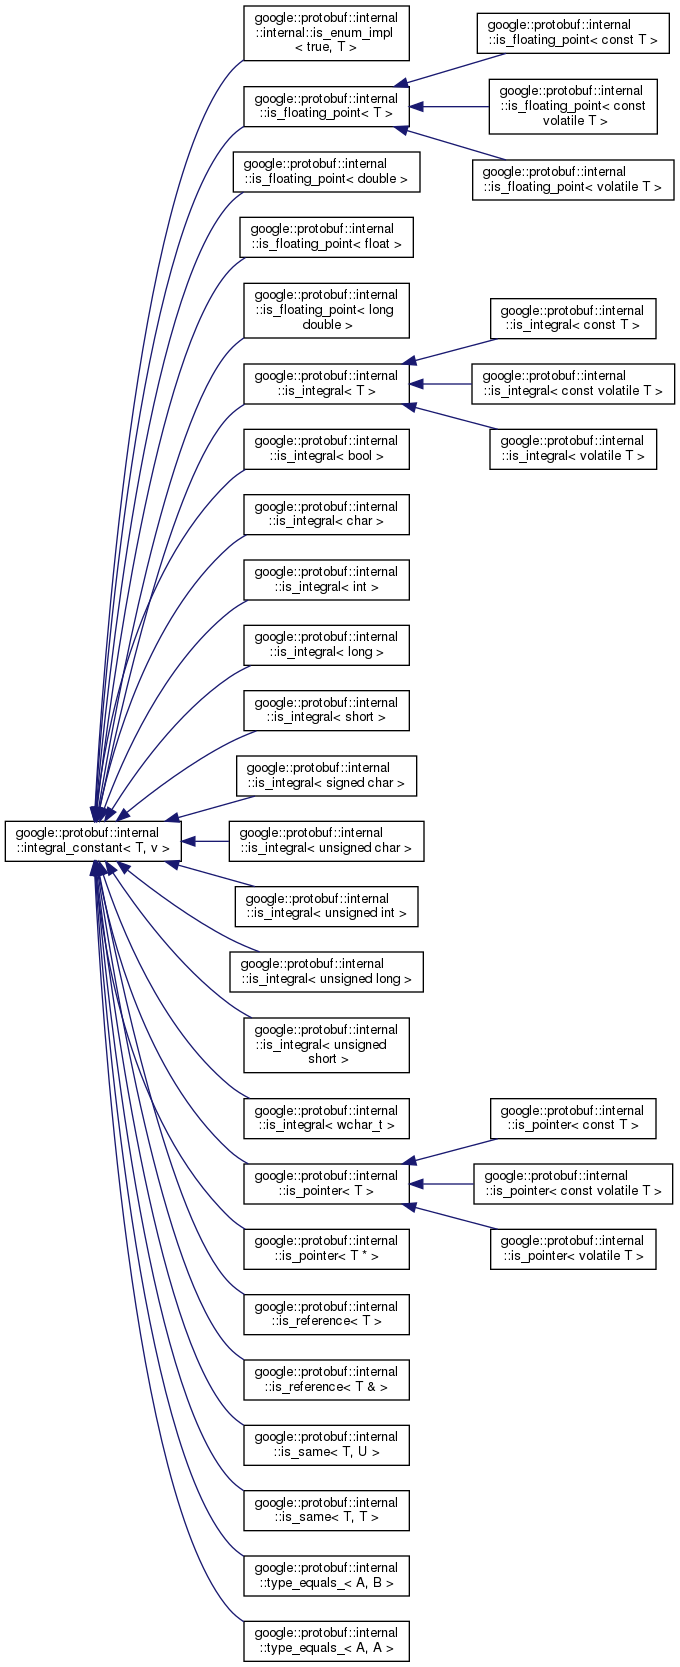 google::protobuf::internal
::internal::is_enum_impl
< true, T >
google::protobuf::internal
::is_floating_point< T >
google::protobuf::internal
::is_floating_point< const T >
google::protobuf::internal
::is_floating_point< const
volatile T >
google::protobuf::internal
::is_floating_point< volatile T >
google::protobuf::internal
::is_floating_point< double >
google::protobuf::internal
::is_floating_point< float >
google::protobuf::internal
::is_floating_point< long
double >
google::protobuf::internal
::is_integral< T >
google::protobuf::internal
::is_integral< const T >
google::protobuf::internal
::is_integral< const volatile T >
google::protobuf::internal
::is_integral< volatile T >
google::protobuf::internal
::is_integral< bool >
google::protobuf::internal
::is_integral< char >
google::protobuf::internal
::is_integral< int >
google::protobuf::internal
::is_integral< long >
google::protobuf::internal
::is_integral< short >
google::protobuf::internal
::is_integral< signed char >
google::protobuf::internal
::integral_constant< T, v >
google::protobuf::internal
::is_integral< unsigned char >
google::protobuf::internal
::is_integral< unsigned int >
google::protobuf::internal
::is_integral< unsigned long >
google::protobuf::internal
::is_integral< unsigned
short >
google::protobuf::internal
::is_integral< wchar_t >
google::protobuf::internal
::is_pointer< T >
google::protobuf::internal
::is_pointer< const T >
google::protobuf::internal
::is_pointer< const volatile T >
google::protobuf::internal
::is_pointer< volatile T >
google::protobuf::internal
::is_pointer< T * >
google::protobuf::internal
::is_reference< T >
google::protobuf::internal
::is_reference< T & >
google::protobuf::internal
::is_same< T, U >
google::protobuf::internal
::is_same< T, T >
google::protobuf::internal
::type_equals_< A, B >
google::protobuf::internal
::type_equals_< A, A >